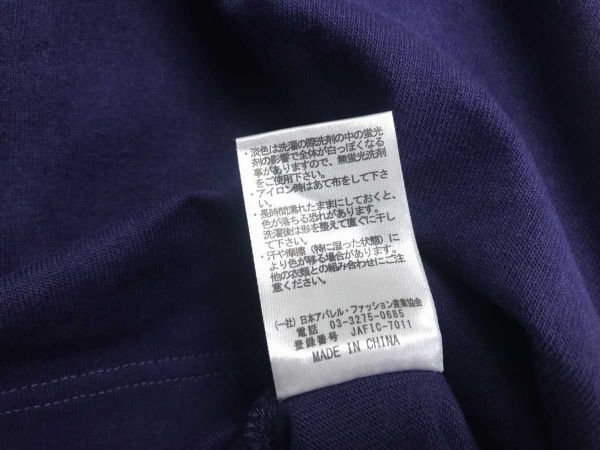 ・淡色は洗濯の際洗剤の中の蛍光
剤の影響で全体が白っぽくなる
事がありますので、無蛍光洗剤
をご使用下さい。
・アイロン時はあて布をして下さ
い。
・長時間濡れたままにしておくと、
色が落ちる恐れがあります。
洗濯後は形を整えて直ぐに干し
て下さい。
・汗や摩擦（特に湿った状態）に
より色が移る場合があります。
他の衣類との組み合わせにご注
意ください。
（一社）日本アパレル・ファッション産業協会
電話 03-3275-0685
登録番号 JAFIC-7011
MADE IN CHINA